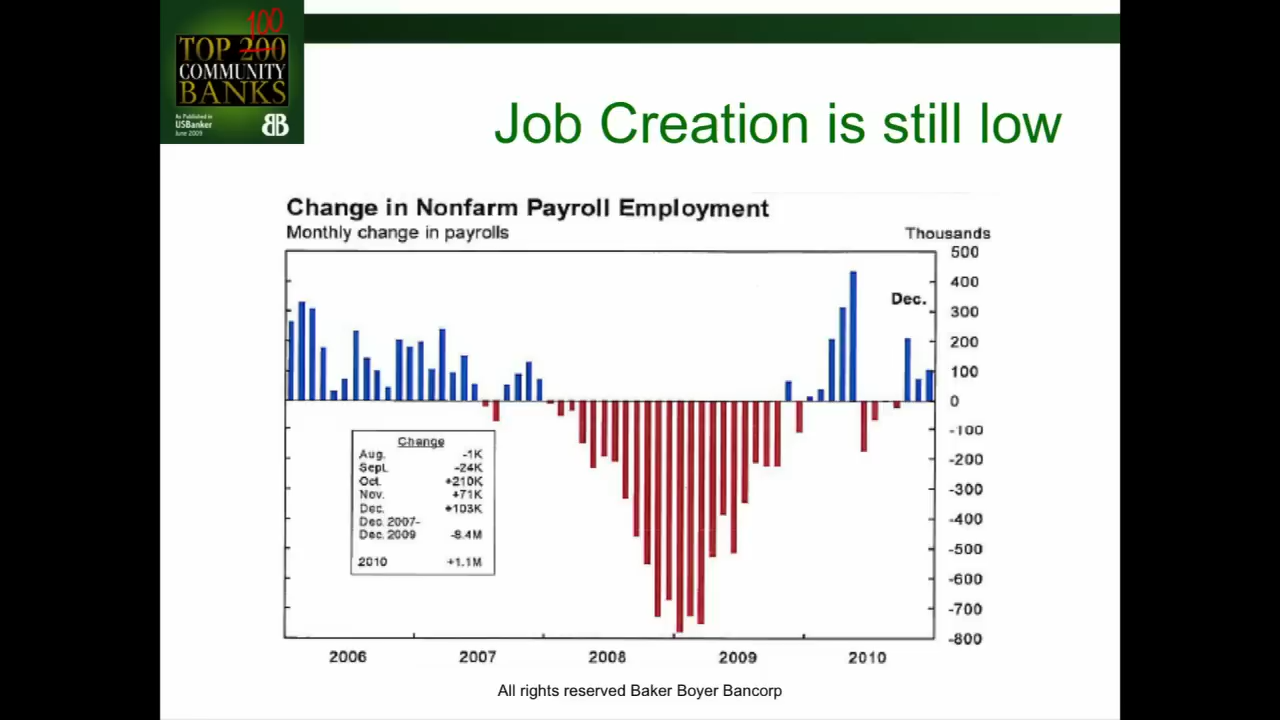 100
TOP 200
COMMUNITY
BANKS
As Published in
USBanker
June 2009
BB
Job Creation is still low
Change in Nonfarm Payroll Employment
Monthly change in payrolls
Thousands
500
400
Dec.
300
200
100
0
-100
-200
-300
-400
-500
-600
-700
-800
Change
Aug. -1K
Sept. -24K
Oct. +210K
Nov. +71K
Dec. +103K
Dec. 2007-
Dec. 2009 -8.4M
2010 +1.1M
2006 2007 2008 2009 2010
All rights reserved Baker Boyer Bancorp